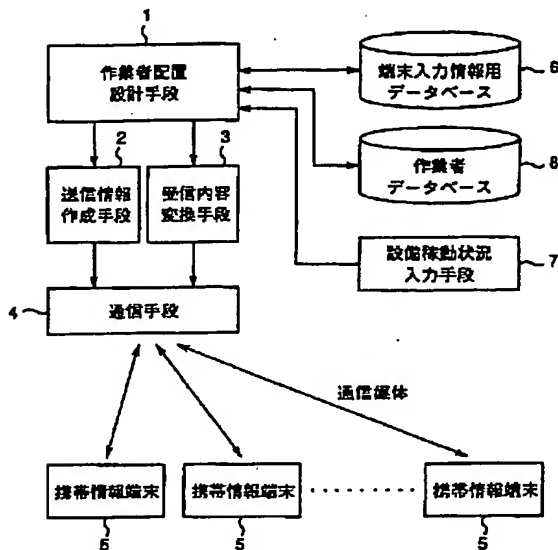 1
作業者配置
設計手段
2
送信情報
作成手段
3
受信内容
変換手段
4
通信手段
端末入力情報用
データベース
6
作業者
データベース
8
設備稼動状況
入力手段
7
通信媒体
携帯情報端末
5
携帯情報端末
5
携帯情報端末
5